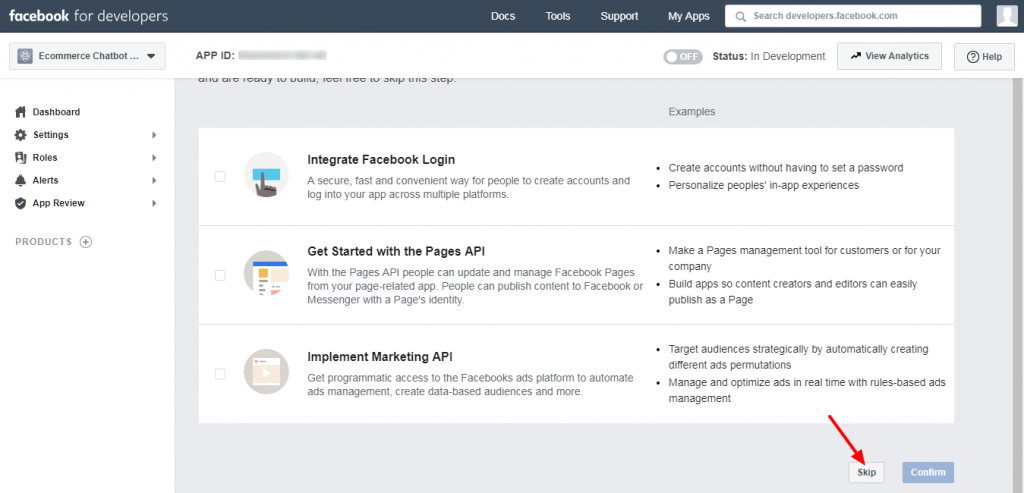 facebook for developers
Docs
Tools
Support
My Apps
Search developers.facebook.com
Ecommerce Chatbot ...
APP ID:
OFF
Status: In Development
View Analytics
Help
and are ready to build, feel free to skip this step.
Dashboard
Settings
Roles
Alerts
App Review
PRODUCTS
Examples
Integrate Facebook Login
A secure, fast and convenient way for people to create accounts and
log into your app across multiple platforms.
• Create accounts without having to set a password
• Personalize peoples' in-app experiences
Get Started with the Pages API
With the Pages API people can update and manage Facebook Pages
from your page-related app. People can publish content to Facebook or
Messenger with a Page's identity.
• Make a Pages management tool for customers or for your
company
• Build apps so content creators and editors can easily
publish as a Page
Implement Marketing API
Get programmatic access to the Facebooks ads platform to automate
ads management, create data-based audiences and more.
• Target audiences strategically by automatically creating
different ads permutations
• Manage and optimize ads in real time with rules-based ads
management
Skip
Confirm